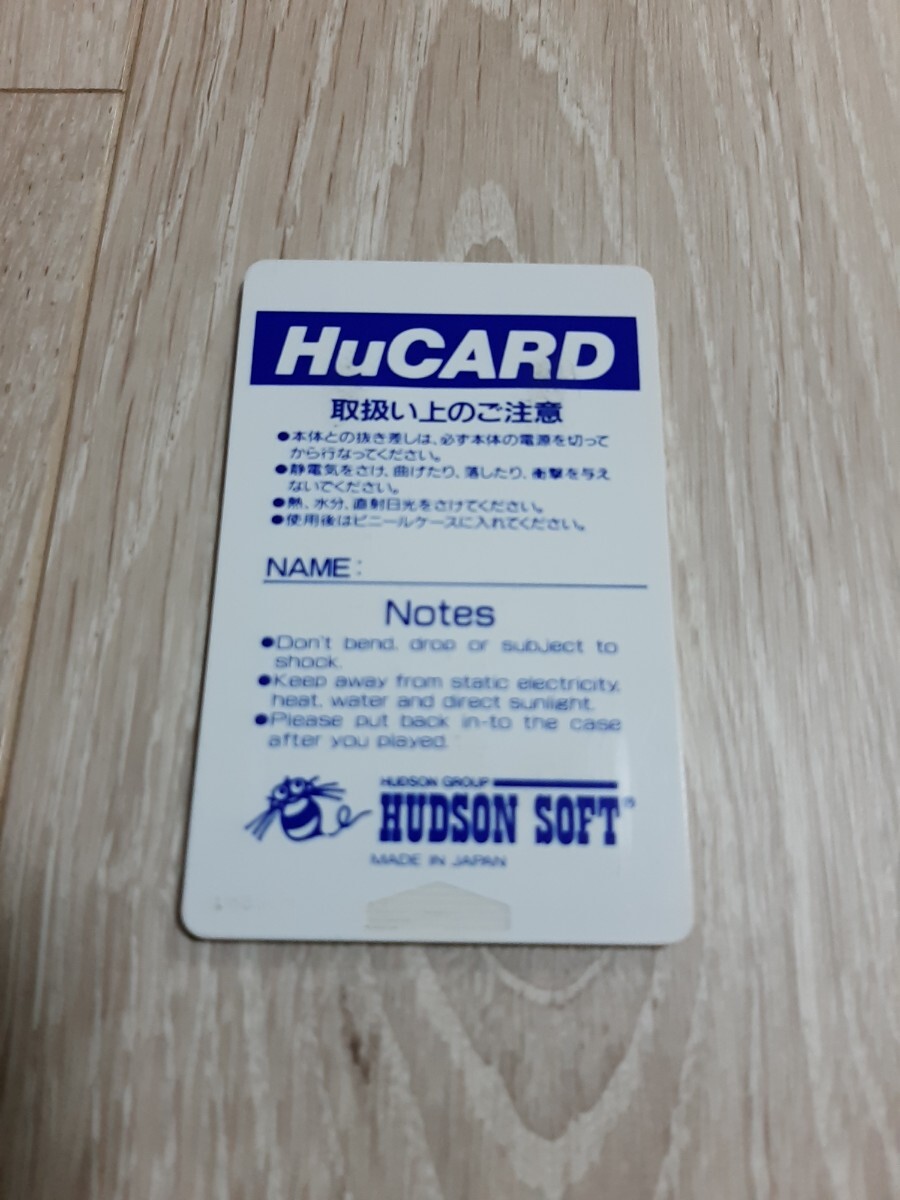 HuCARD
取扱い上のご注意
●本体との抜き差しは、必ず本体の電源を切って
から行なってください。
●静電気をさけ、曲げたり、落したり、衝撃を与え
ないでください。
●熱、水分、直射日光をさけてください。
●使用後はビニールケースに入れてください。
NAME:
Notes
●Don't bend, drop or subject to
shock.
●Keep away from static electricity,
heat, water and direct sunlight.
●Please put back in-to the case
after you played.
HUDSON GROUP
HUDSON SOFT®
MADE IN JAPAN